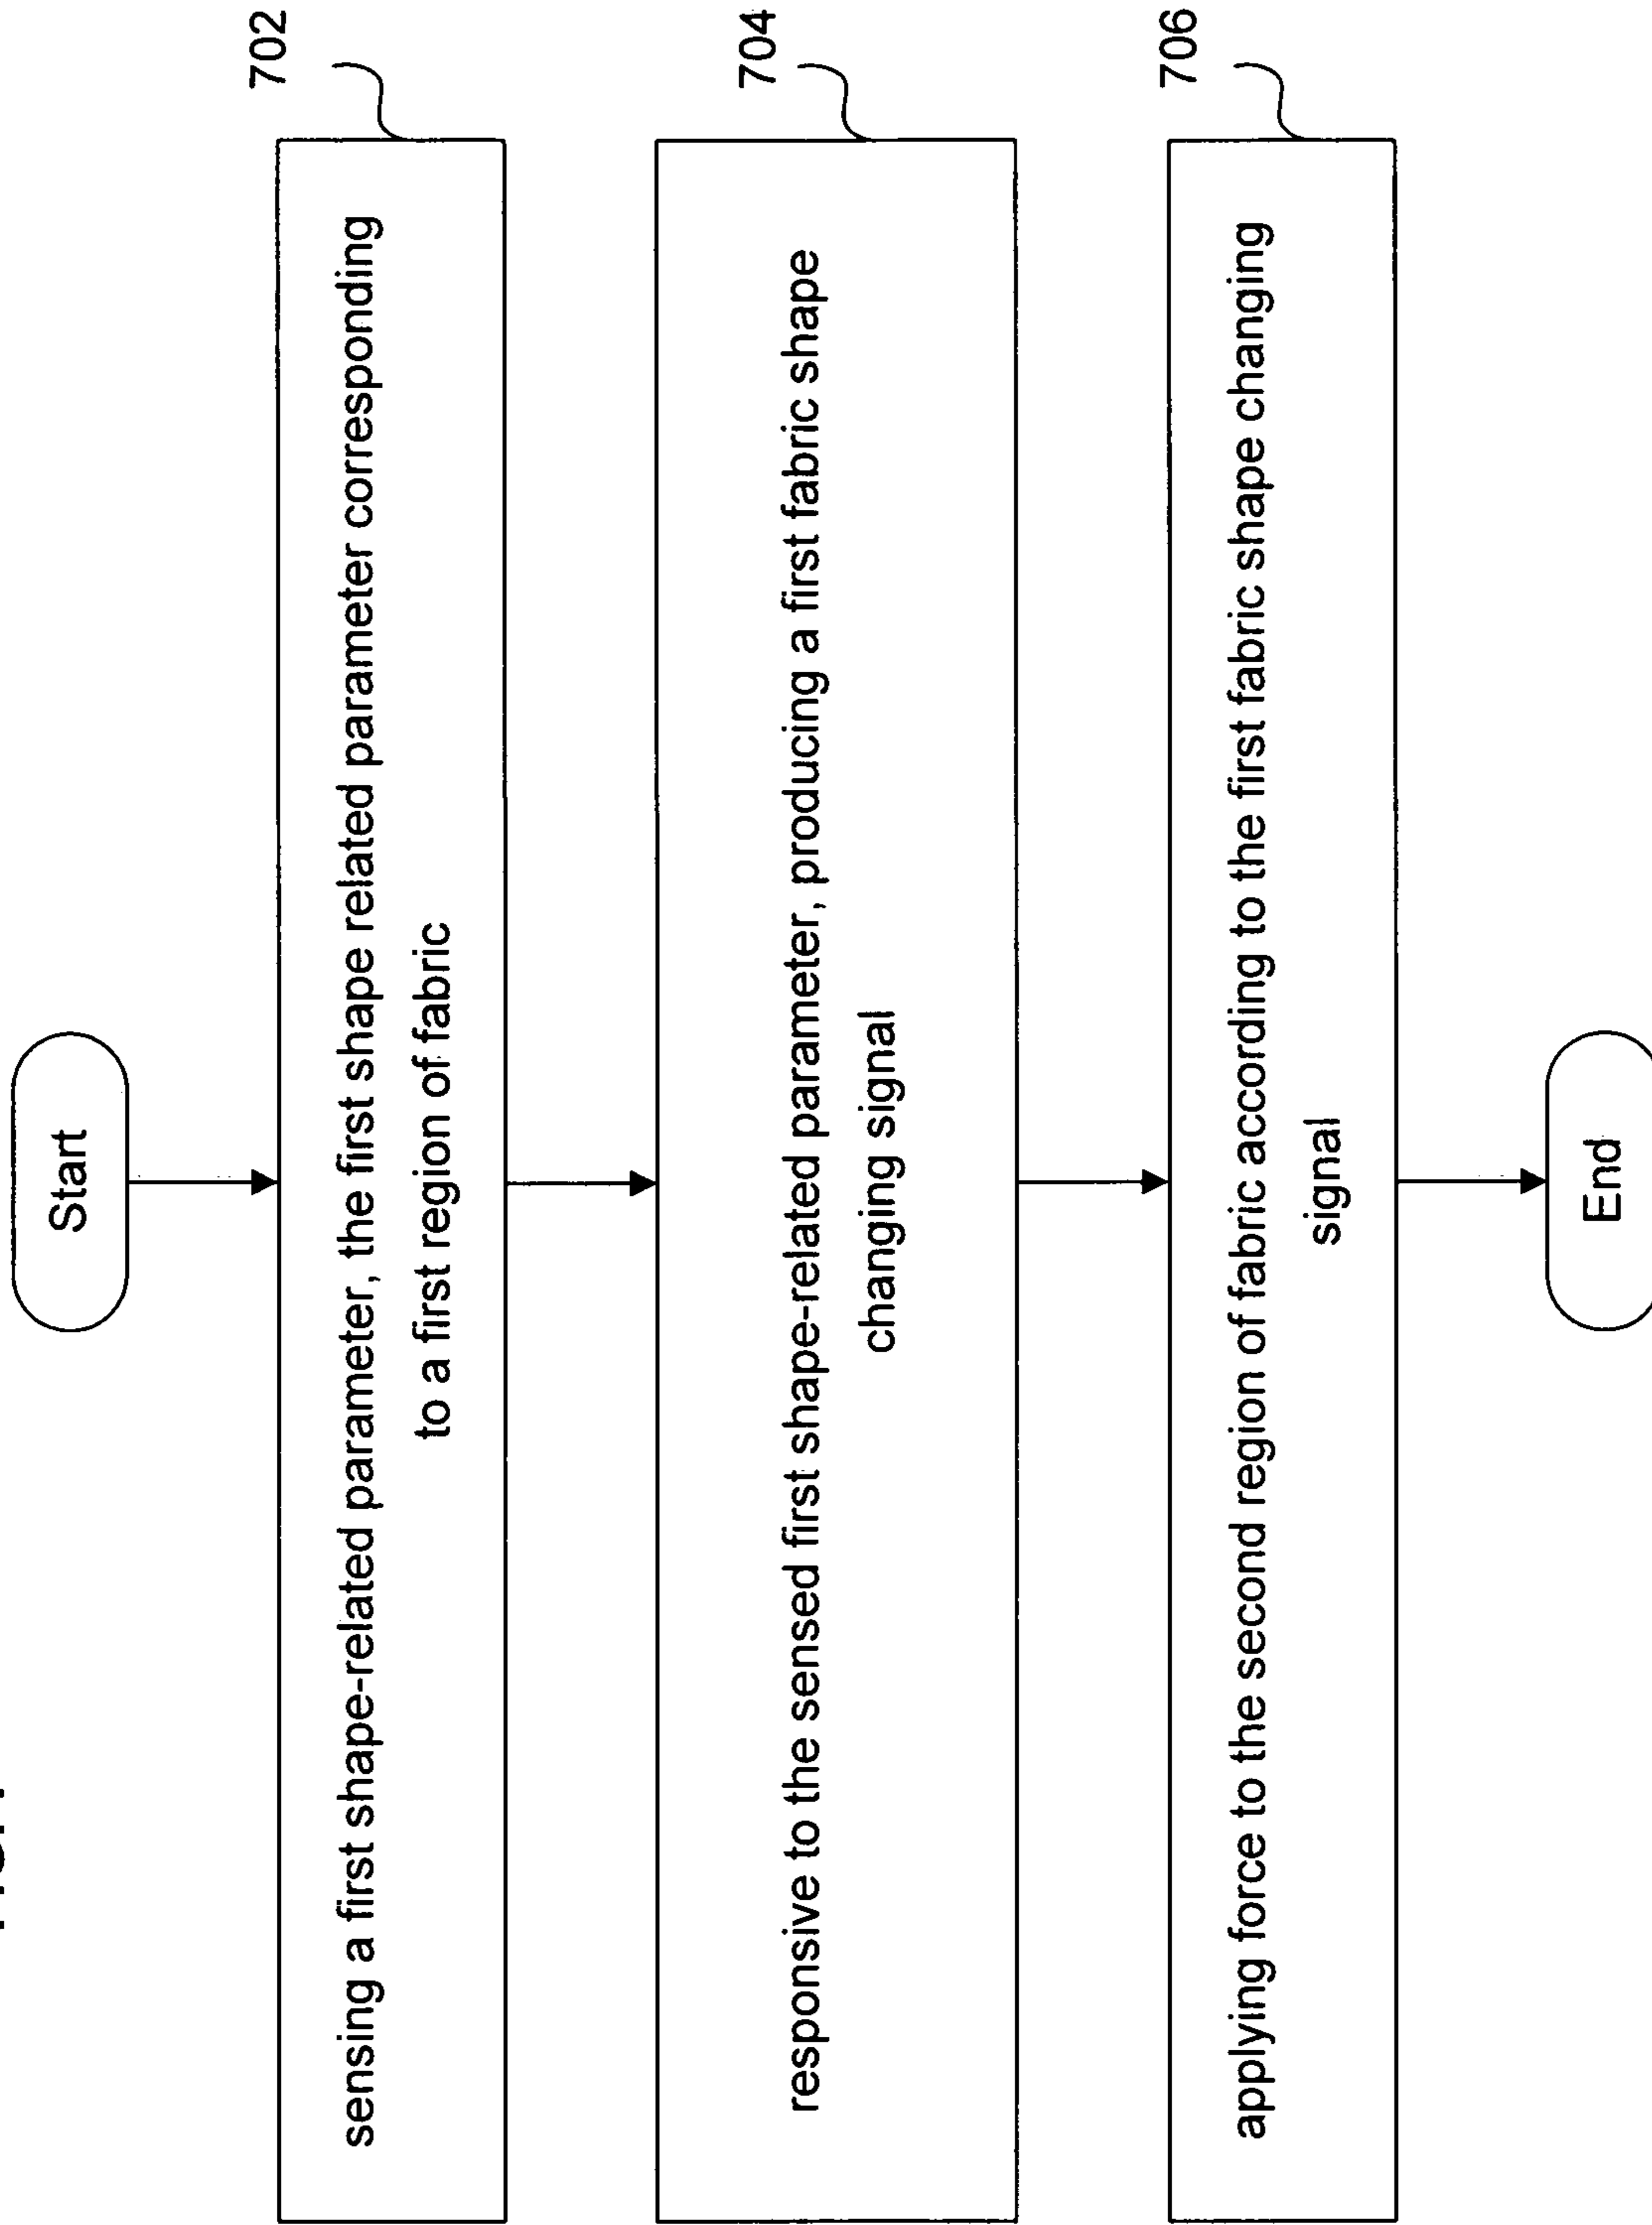 Start
702
sensing a first shape-related parameter, the first shape related parameter corresponding
to a first region of fabric
704
responsive to the sensed first shape-related parameter, producing a first fabric shape
changing signal
706
applying force to the second region of fabric according to the first fabric shape changing
signal
End